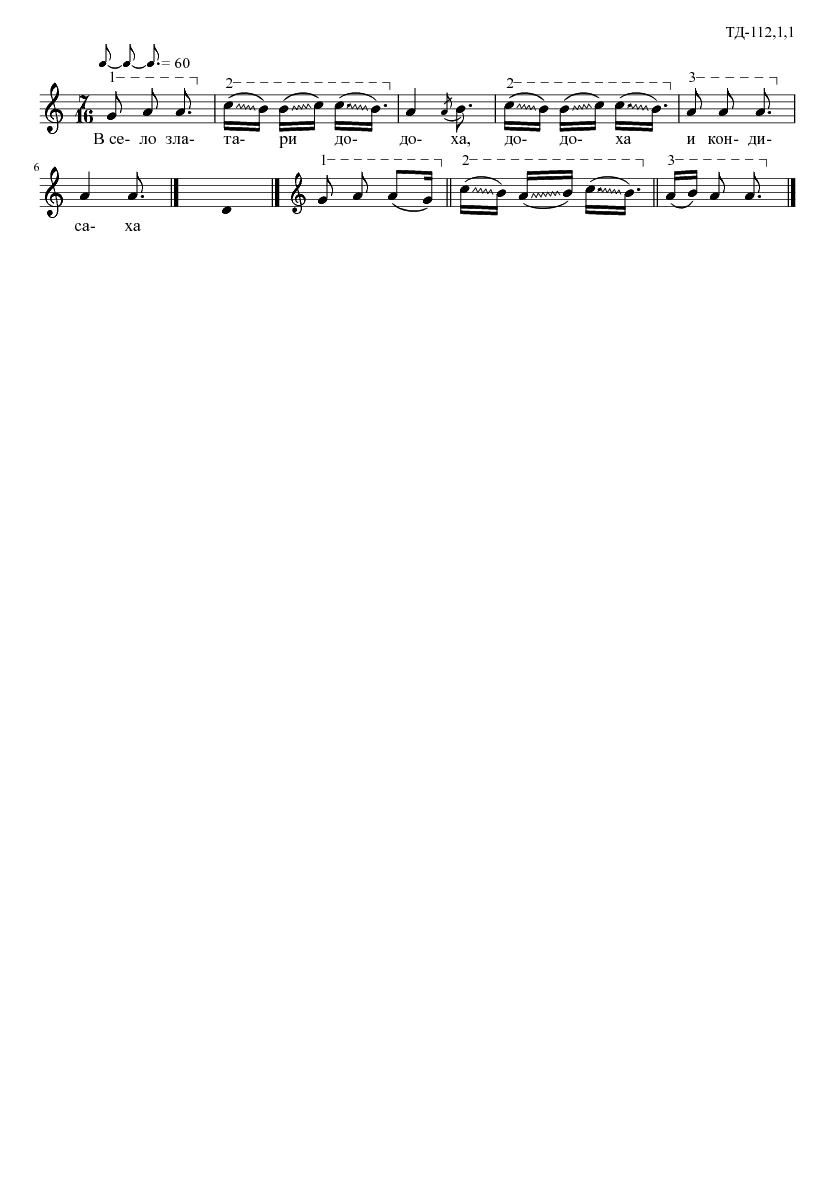 ТД-112,1,1
= 60
1 2 2 3
7
16
В се- ло зла- та- ри до- до- ха, до- до- ха и кон- ди-
6
1 2 3
са- ха